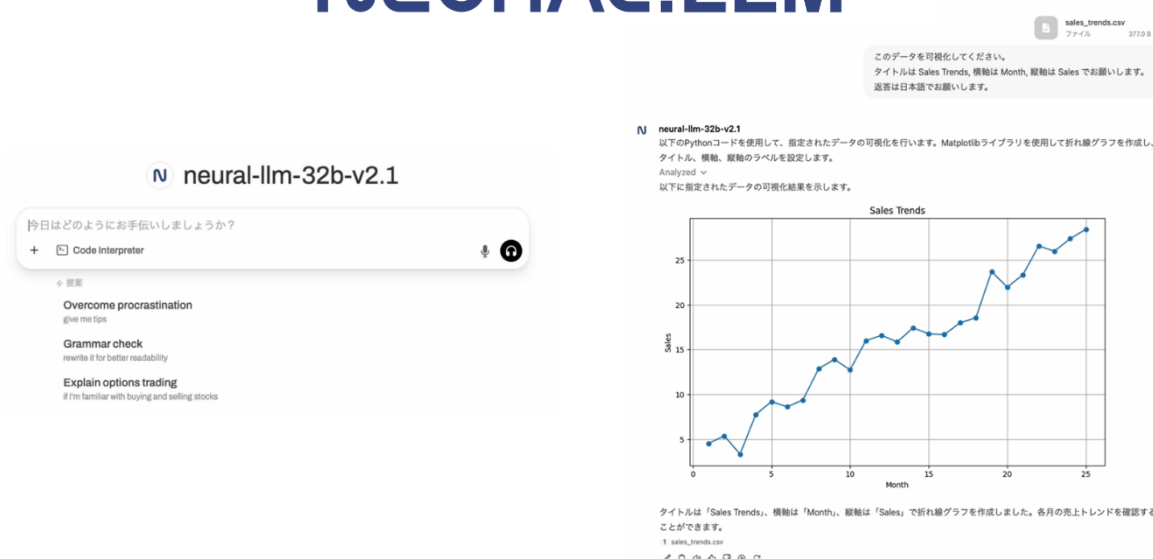 neural-llm-32b-v2.1
今日はどのようにお手伝いしましょうか?
Code Interpreter
提案
Overcome procrastination
give me tips
Grammar check
rewrite it for better readability
Explain options trading
if I'm familiar with buying and selling stocks
sales_trends.csv
ファイル 377.0 B
このデータを可視化してください。
タイトルは Sales Trends, 横軸は Month, 縦軸は Sales でお願いします。
返答は日本語でお願いします。
neural-llm-32b-v2.1
以下のPythonコードを使用して、指定されたデータの可視化を行います。Matplotlibライブラリを使用して折れ線グラフを作成し、
タイトル、横軸、縦軸のラベルを設定します。
Analyzed
以下に指定されたデータの可視化結果を示します。
Sales Trends
25
20
15
10
5
Sales
0 5 10 15 20 25
Month
タイトルは「Sales Trends」、横軸は「Month」、縦軸は「Sales」で折れ線グラフを作成しました。各月の売上トレンドを確認する
ことができます。
1 sales_trends.csv